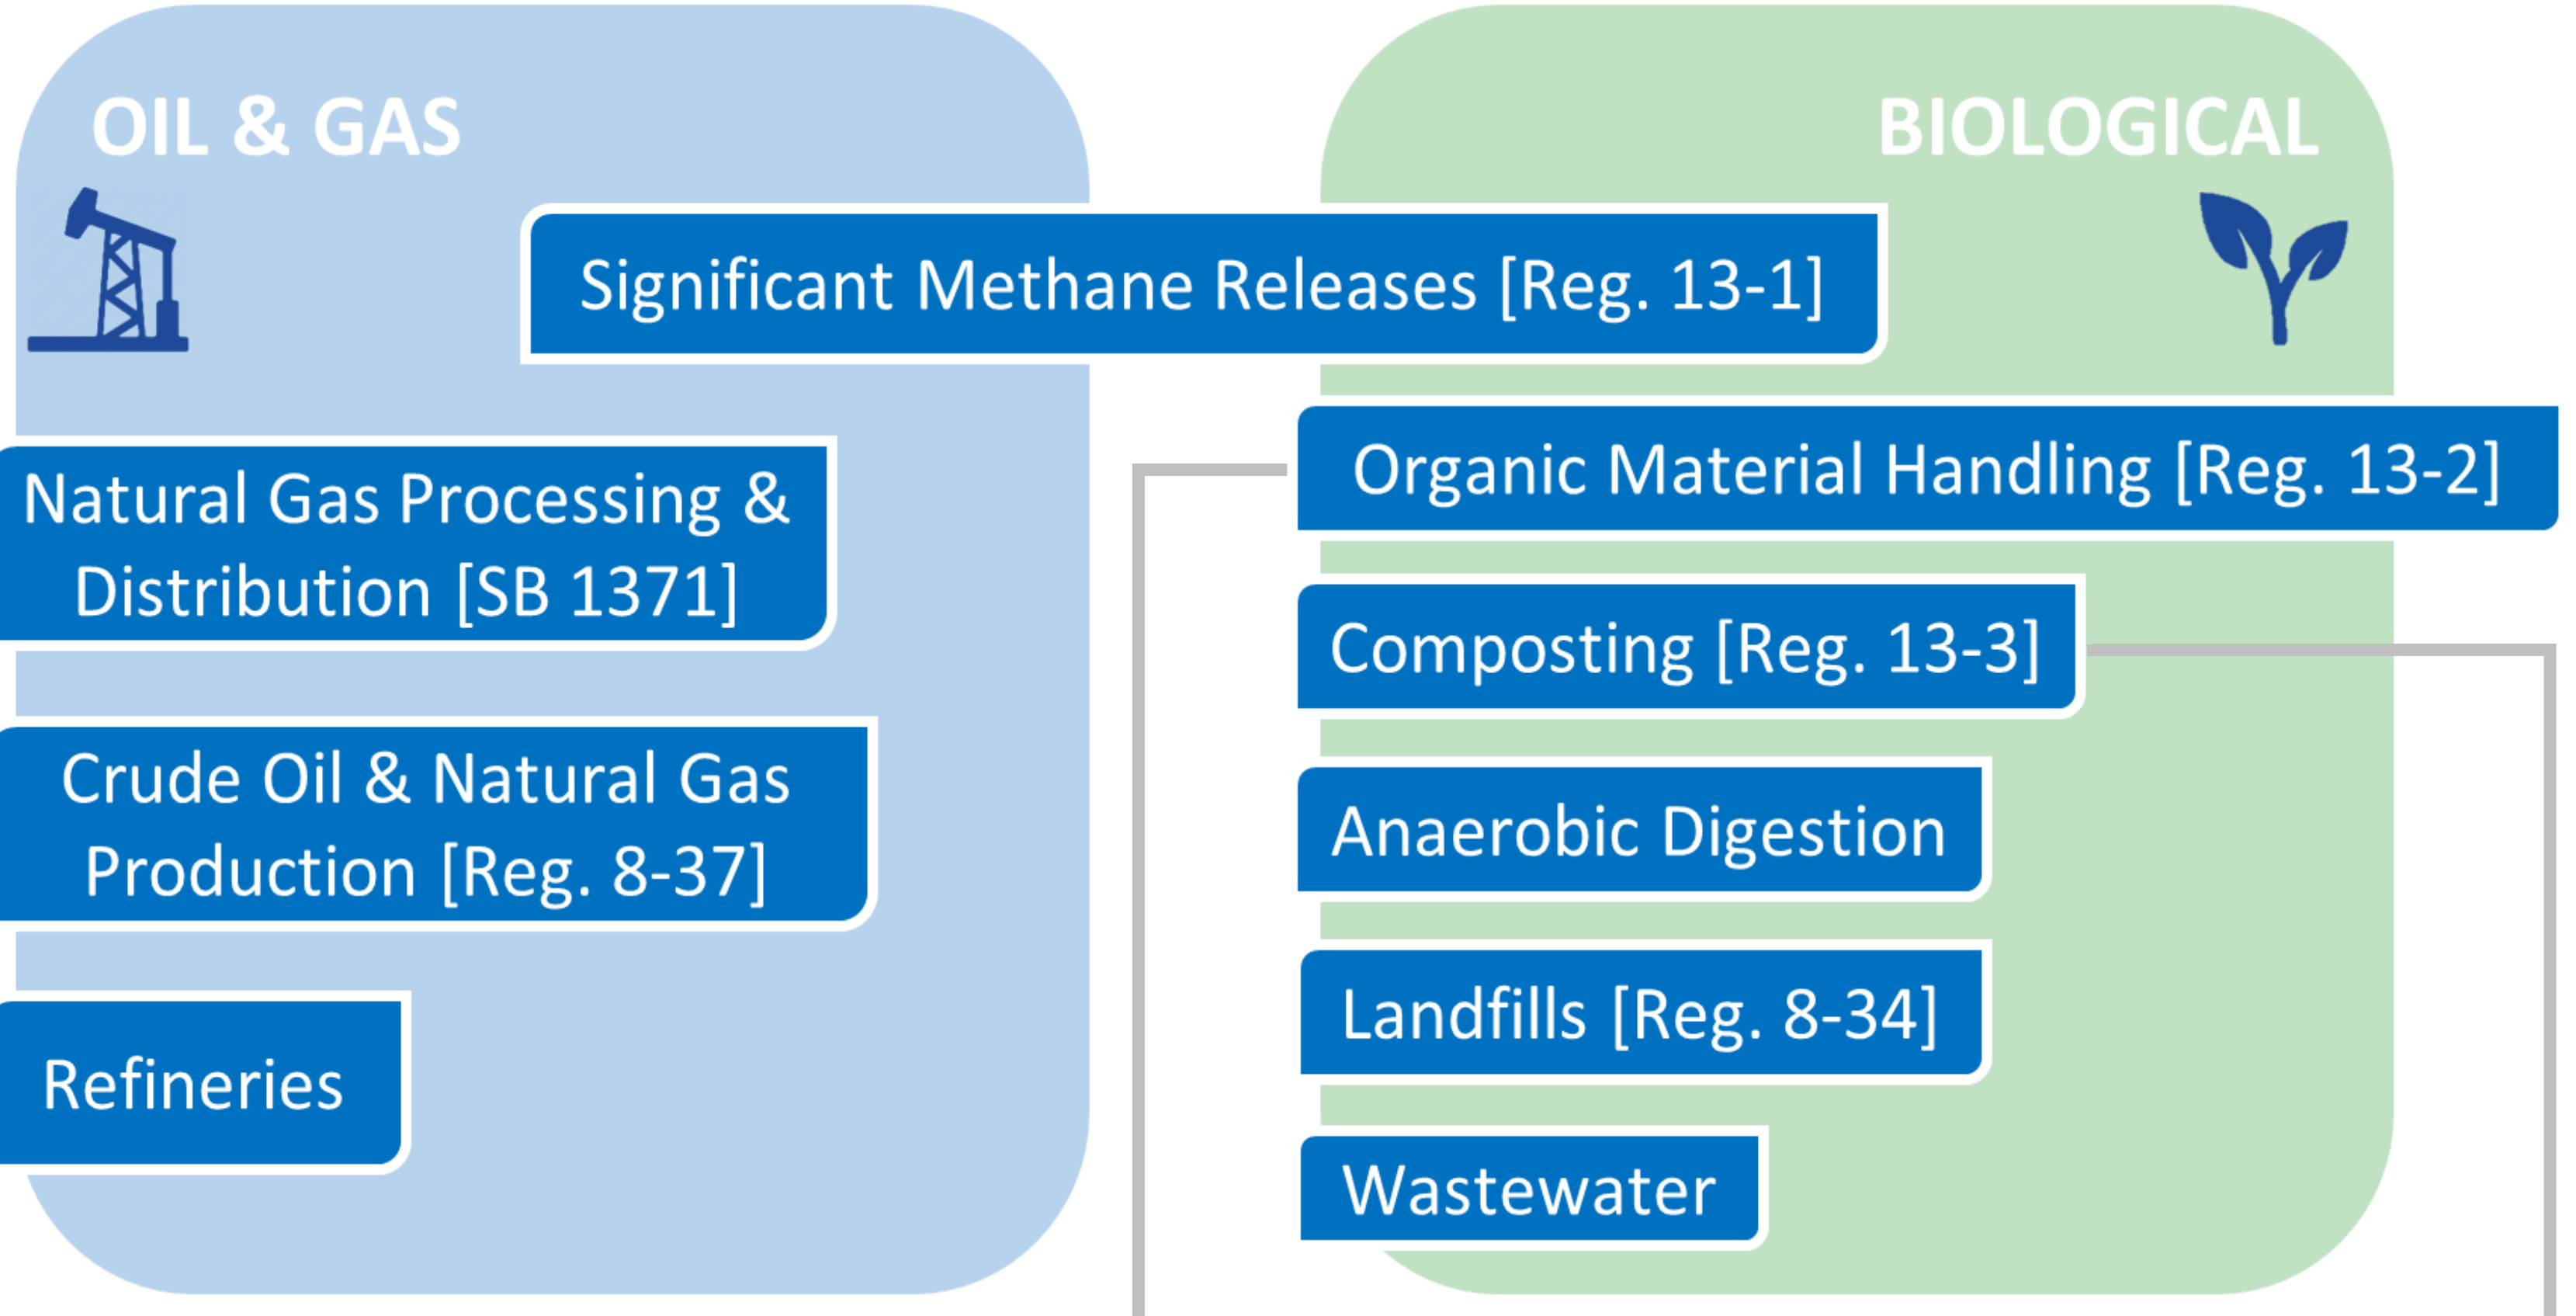 OIL & GAS
BIOLOGICAL
Significant Methane Releases [Reg. 13-1]
Natural Gas Processing &
Distribution [SB 1371]
Crude Oil & Natural Gas
Production [Reg. 8-37]
Refineries
Organic Material Handling [Reg. 13-2]
Composting [Reg. 13-3]
Anaerobic Digestion
Landfills [Reg. 8-34]
Wastewater